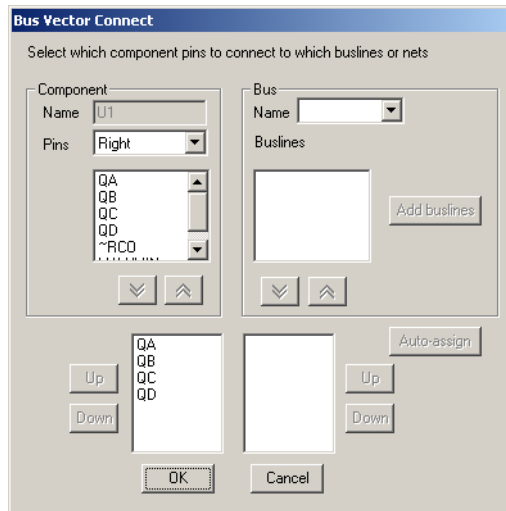 Bus Vector Connect
Select which component pins to connect to which buslines or nets
Component
Name U1
Pins Right
QA
QB
QC
QD
~RCO
Bus
Name
Buslines
Add buslines
Auto-assign
QA
QB
QC
QD
Up
Down
Up
Down
OK
Cancel